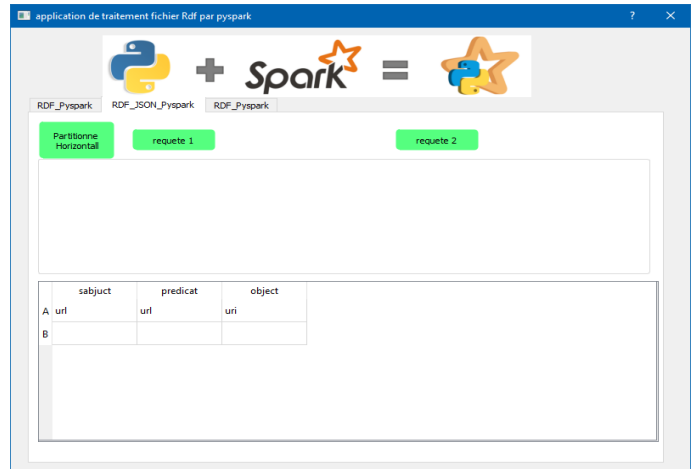 application de traitement fichier Rdf par pyspark
Spark
RDF_Pyspark RDF_JSON_Pyspark RDF_Pyspark
Partitionne
Horizontall
requete 1
requete 2
sabjuct predicat object
A url url uri
B